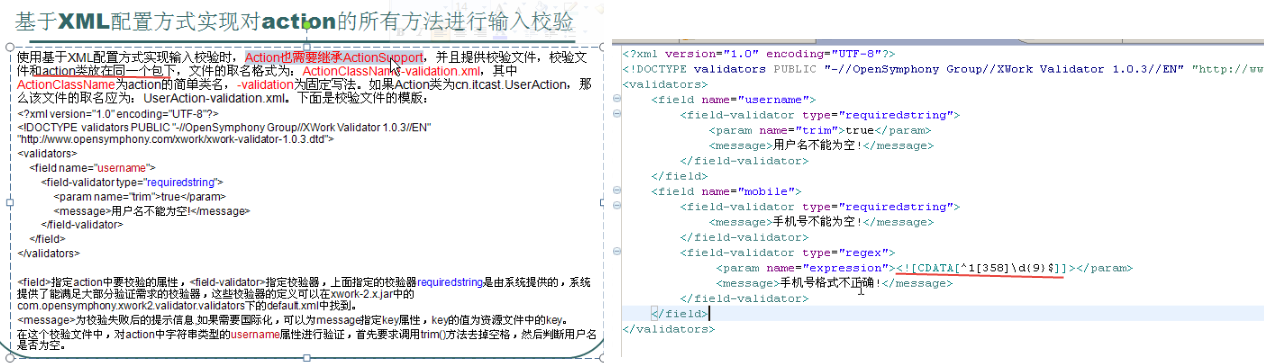 基于XML配置方式实现对action的所有方法进行输入校验
使用基于XML配置方式实现输入校验时，Action也需要继承ActionSupport，并且提供校验文件，校验文
件和action类放在同一个包下，文件的取名格式为：ActionClassName-validation.xml，其中
ActionClassName为action的简单类名，-validation为固定写法。如果Action类为cn.itcast.UserAction，那
么该文件的取名应为：UserAction-validation.xml。下面是校验文件的模版：
<?xml version="1.0" encoding="UTF-8"?>
<!DOCTYPE validators PUBLIC "-//OpenSymphony Group//XWork Validator 1.0.3//EN"
"http://www.opensymphony.com/xwork/xwork-validator-1.0.3.dtd">
<validators>
<field name="username">
<field-validator type="requiredstring">
<param name="trim">true</param>
<message>用户名不能为空!</message>
</field-validator>
</field>
</validators>
<field>指定action中要校验的属性，<field-validator>指定校验器，上面指定的校验器requiredstring是由系统提供的，系统
提供了能满足大部分验证需求的校验器，这些校验器的定义可以在xwork-2.x.jar中的
com.opensymphony.xwork2.validator.validators下的default.xml中找到。
<message>为校验失败后的提示信息,如果需要国际化，可以为message指定key属性，key的值为资源文件中的key。
在这个校验文件中，对action中字符串类型的username属性进行验证，首先要求调用trim()方法去掉空格，然后判断用户名
是否为空。
<?xml version="1.0" encoding="UTF-8"?>
<!DOCTYPE validators PUBLIC "-//OpenSymphony Group//XWork Validator 1.0.3//EN" "http://ww
<validators>
<field name="username">
<field-validator type="requiredstring">
<param name="trim">true</param>
<message>用户名不能为空!</message>
</field-validator>
</field>
<field name="mobile">
<field-validator type="requiredstring">
<message>手机号不能为空!</message>
</field-validator>
<field-validator type="regex">
<param name="expression"><![CDATA[^1[358]\d{9}$]]></param>
<message>手机号格式不正确!</message>
</field-validator>
</field>
</validators>